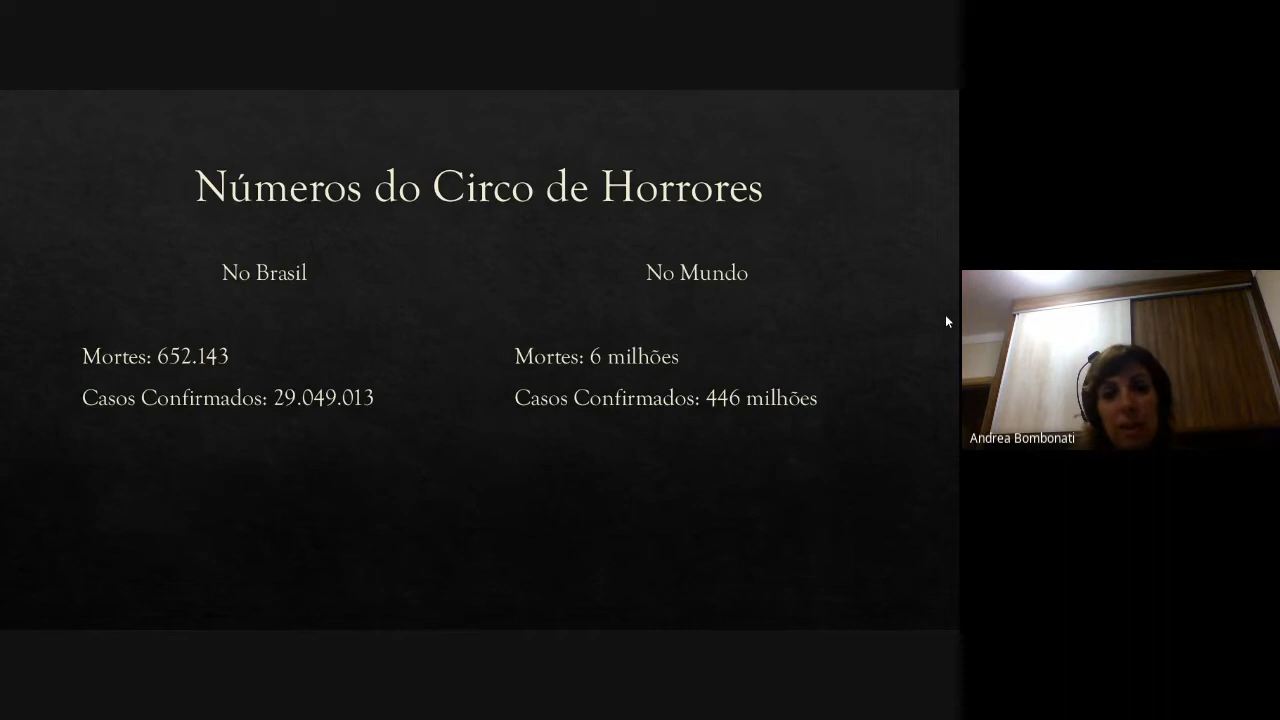 Números do Circo de Horrores
No Brasil
Mortes: 652.143
Casos Confirmados: 29.049.013
No Mundo
Mortes: 6 milhões
Casos Confirmados: 446 milhões
Andrea Bombonati